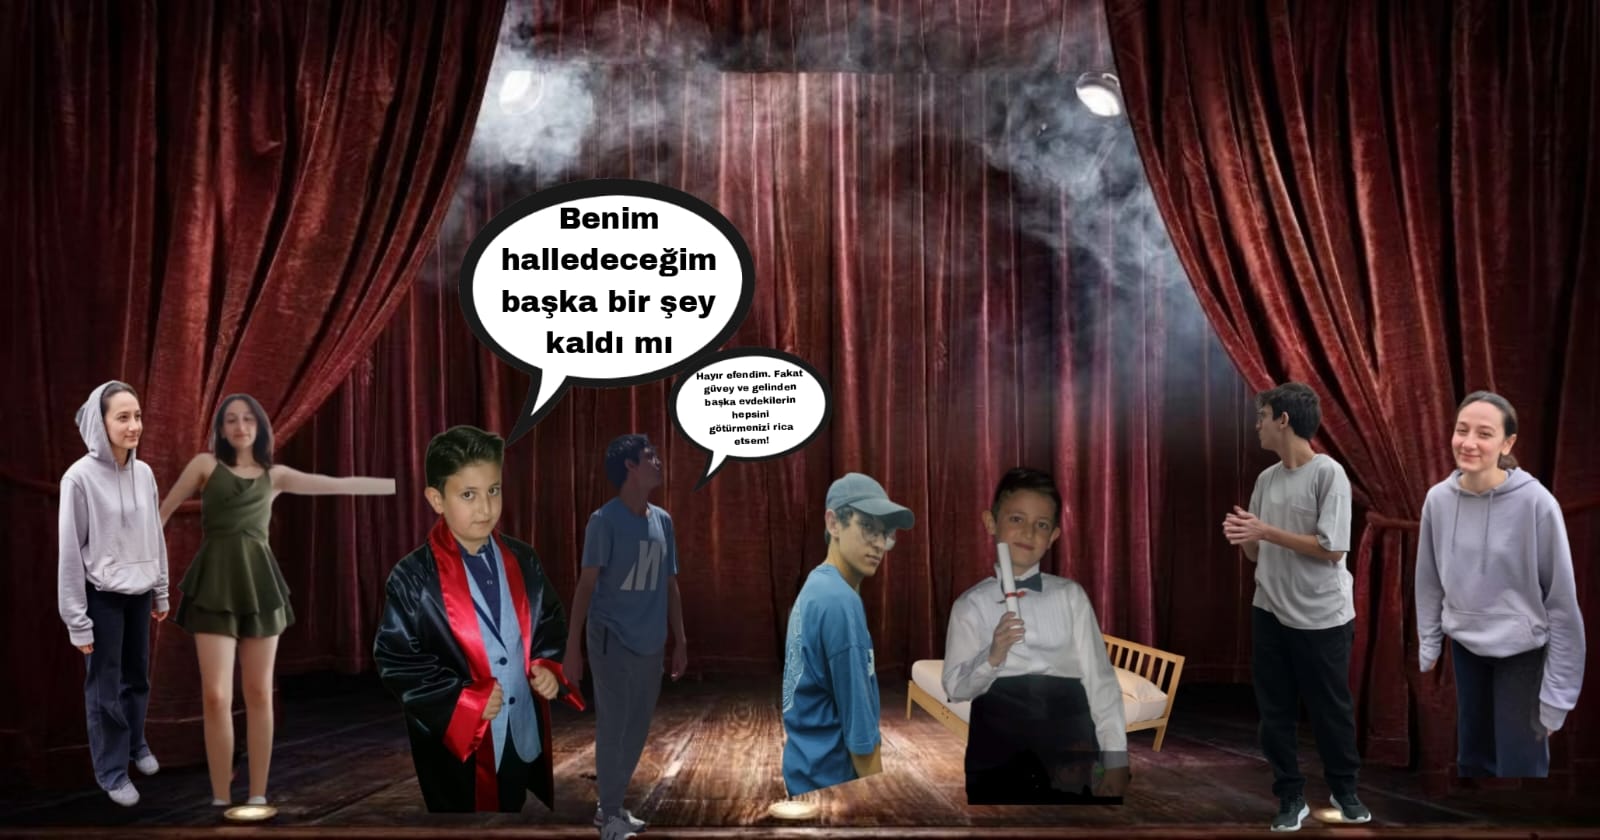 Benim
halledeceğim
başka bir şey
kaldı mı
Hayır efendim. Fakat
güvey ve gelinden
başka evdekilerin
hepsini
götürmenizi rica
etsem!